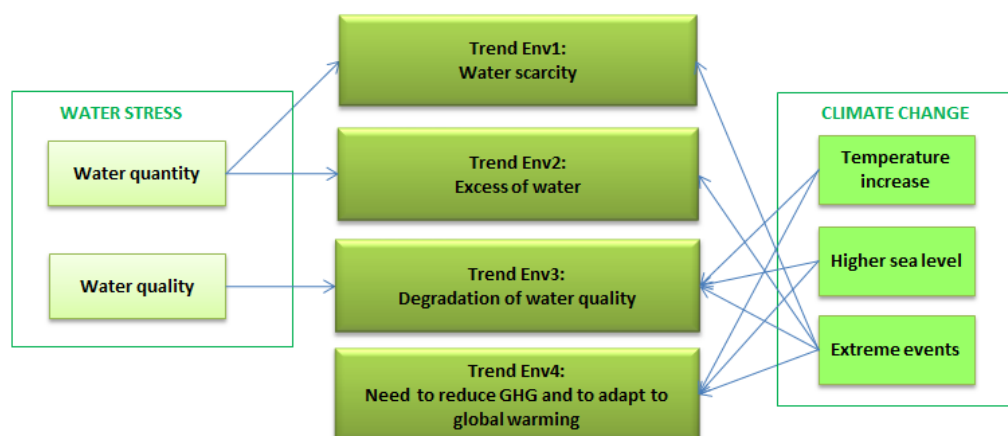 WATER STRESS
Water quantity
Water quality
Trend Env1:
Water scarcity
Trend Env2:
Excess of water
Trend Env3:
Degradation of water quality
Trend Env4:
Need to reduce GHG and to adapt to
global warming
CLIMATE CHANGE
Temperature
increase
Higher sea level
Extreme events